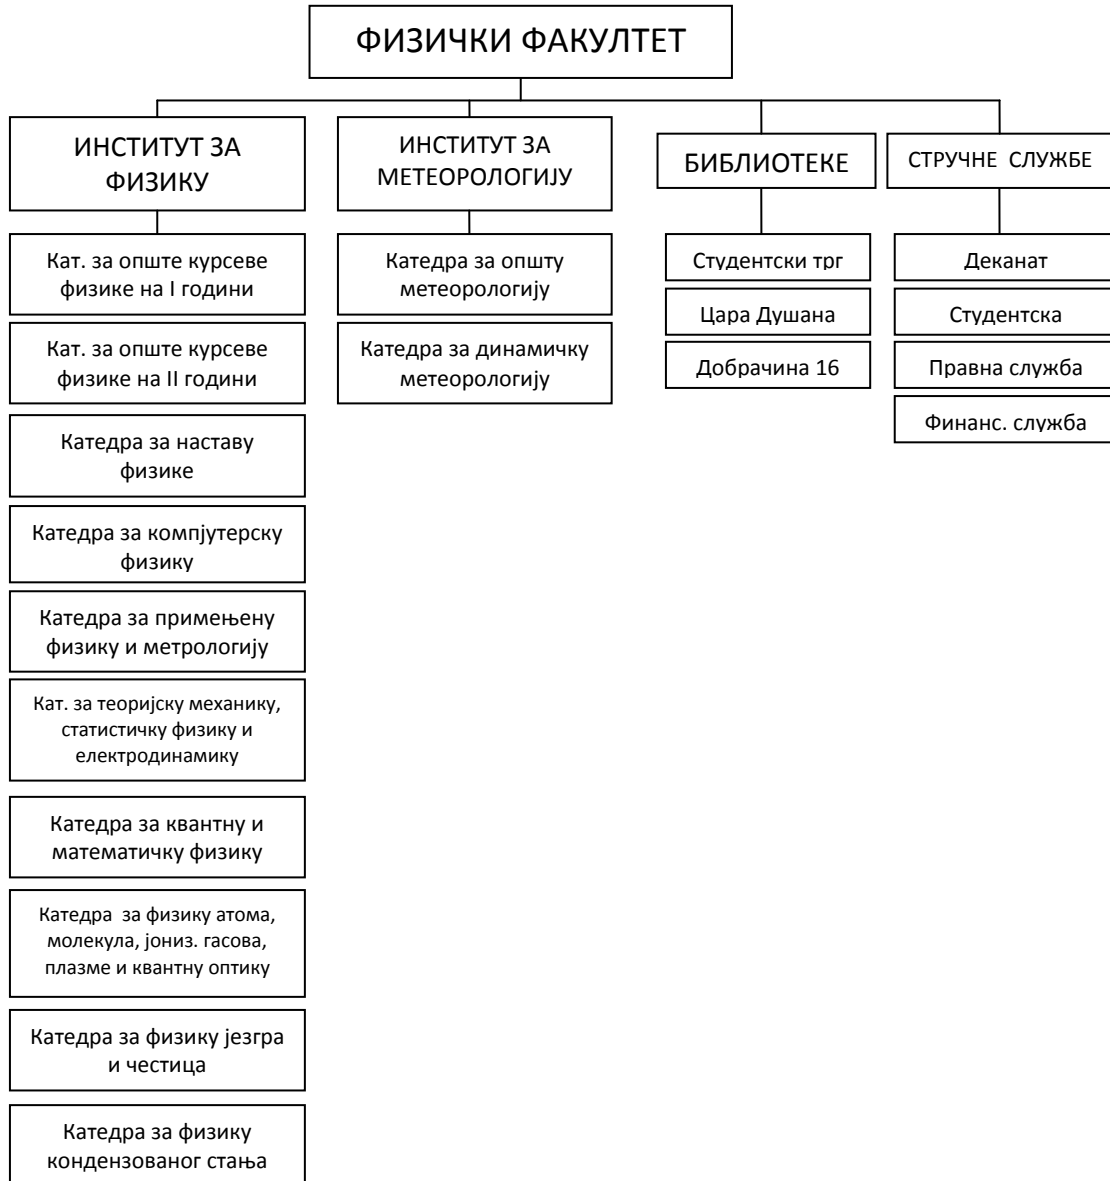 ФИЗИЧКИ ФАКУЛТЕТ
ИНСТИТУТ ЗА
ФИЗИКУ
ИНСТИТУТ ЗА
МЕТЕОРОЛОГИЈУ
БИБЛИОТЕКЕ
СТРУЧНЕ СЛУЖБЕ
Кат. за опште курсеве
физике на I години
Кат. за опште курсеве
физике на II години
Катедра за наставу
физике
Катедра за компјутерску
физику
Катедра за примењену
физику и метрологију
Кат. за теоријску механику,
статистичку физику и
електродинамику
Катедра за квантну и
математичку физику
Катедра за физику атома,
молекула, јониз. гасова,
плазме и квантну оптику
Катедра за физику језгра
и честица
Катедра за физику
кондензованог стања
Катедра за општу
метеорологију
Катедра за динамичку
метеорологију
Студентски трг
Цара Душана
Добрачина 16
Деканат
Студентска
Правна служба
Финанс. служба